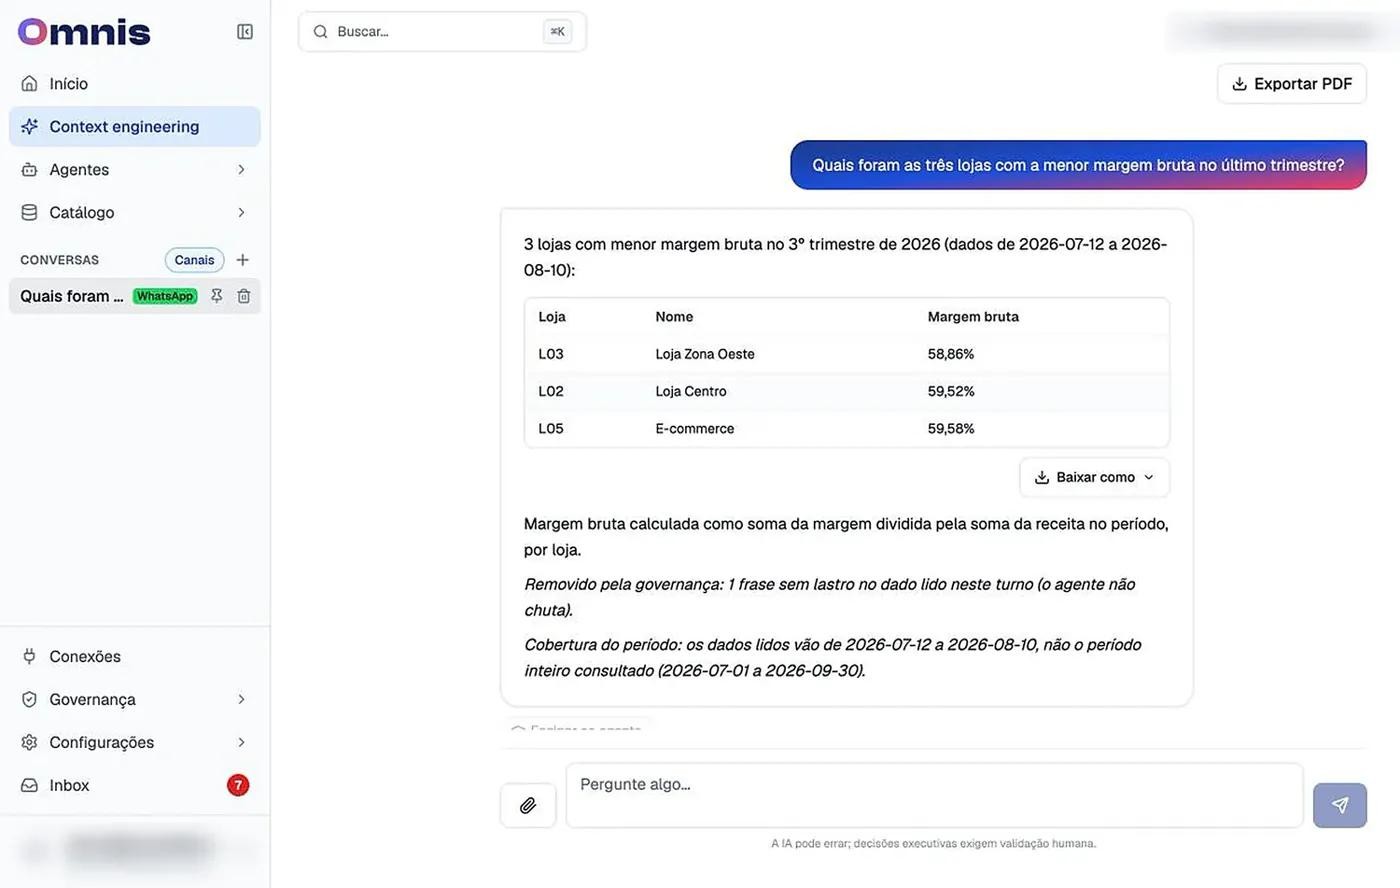 Omnis
Início
Context engineering
Agentes
Catálogo
CONVERSAS
Canais
Quais foram ...
WhatsApp
Conexões
Governança
Configurações
Inbox
7
Buscar...
⌘K
Exportar PDF
Quais foram as três lojas com a menor margem bruta no último trimestre?
3 lojas com menor margem bruta no 3º trimestre de 2026 (dados de 2026-07-12 a 2026-
08-10):
Loja Nome Margem bruta
L03 Loja Zona Oeste 58,86%
L02 Loja Centro 59,52%
L05 E-commerce 59,58%
Baixar como
Margem bruta calculada como soma da margem dividida pela soma da receita no período,
por loja.
Removido pela governança: 1 frase sem lastro no dado lido neste turno (o agente não
chuta).
Cobertura do período: os dados lidos vão de 2026-07-12 a 2026-08-10, não o período
inteiro consultado (2026-07-01 a 2026-09-30).
Pergunte algo...
A IA pode errar; decisões executivas exigem validação humana.